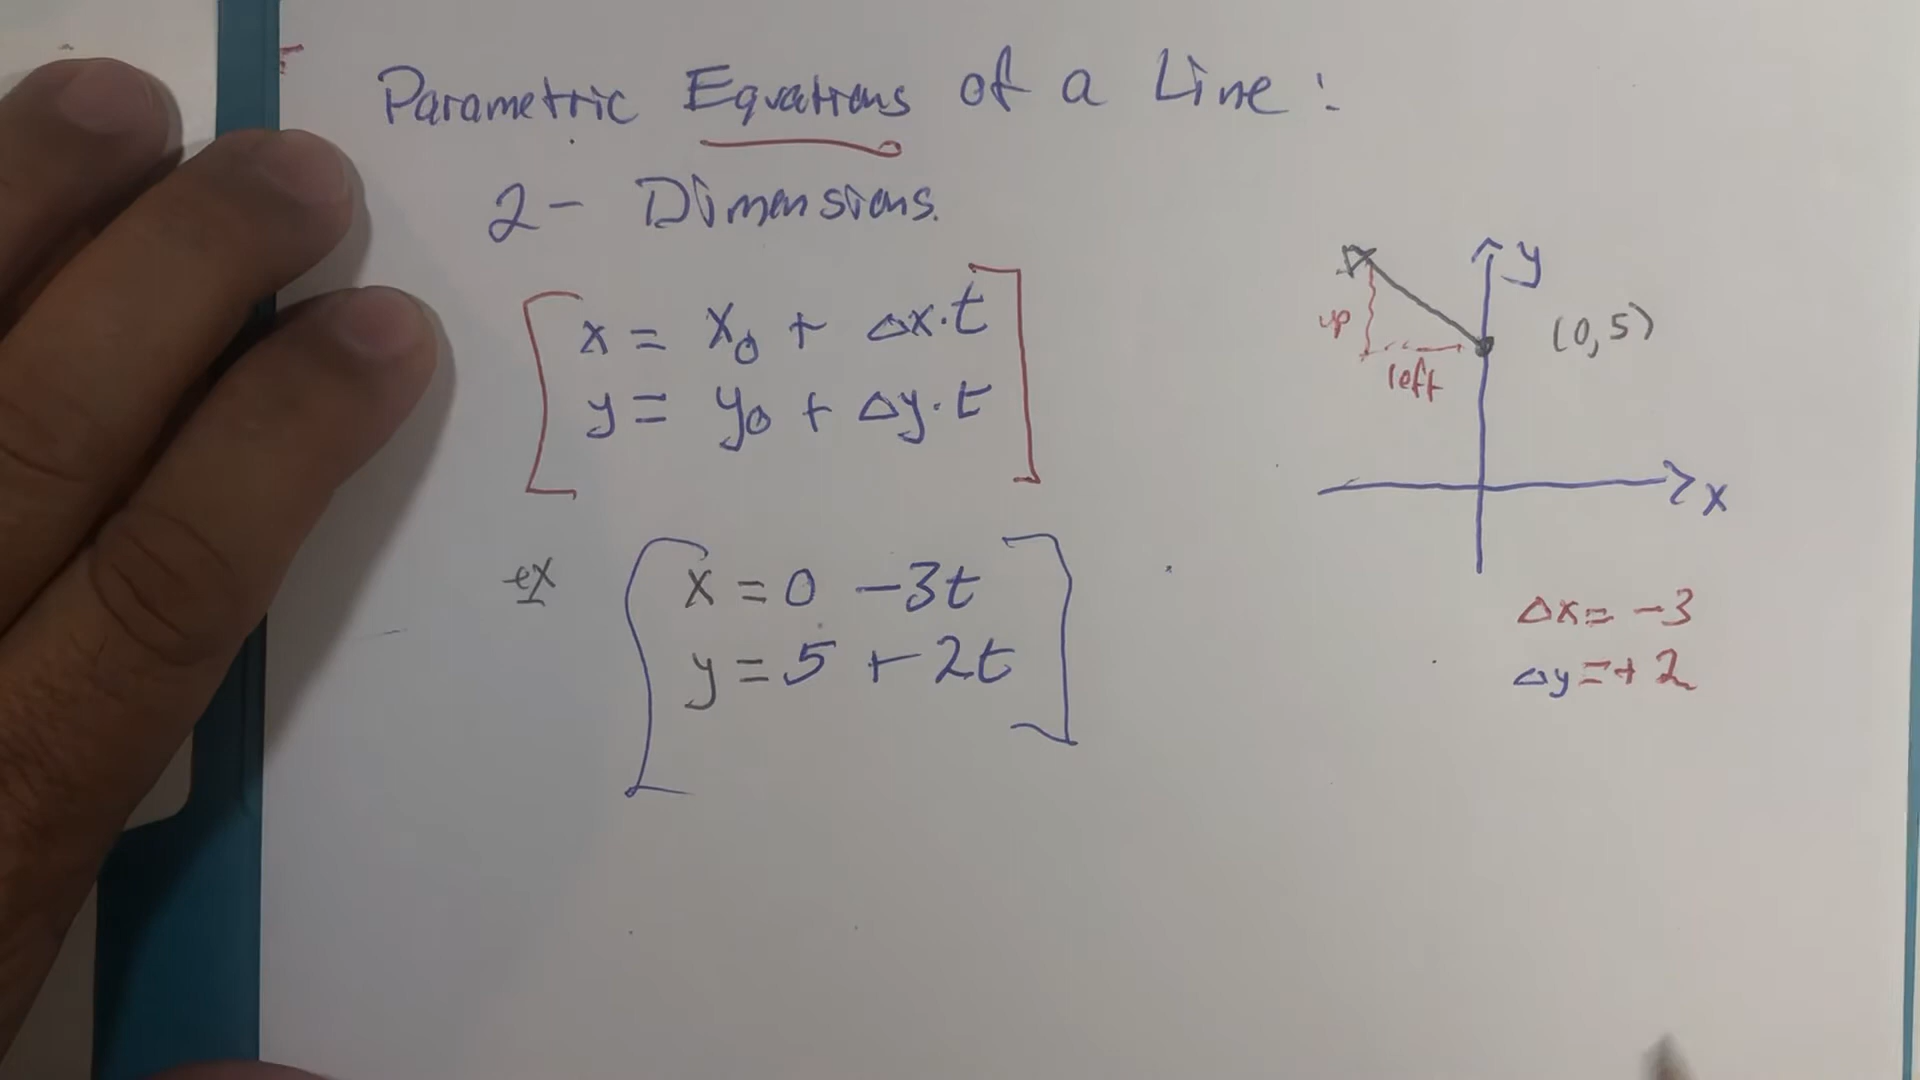 Parametric Equations of a Line:
2- Dimensions.
x = x₀ + Δx·t
y = y₀ + Δy·t
y
(0,5)
up
left
x
ex
x = 0 -3t
y = 5 + 2t
Δx = -3
Δy = +2